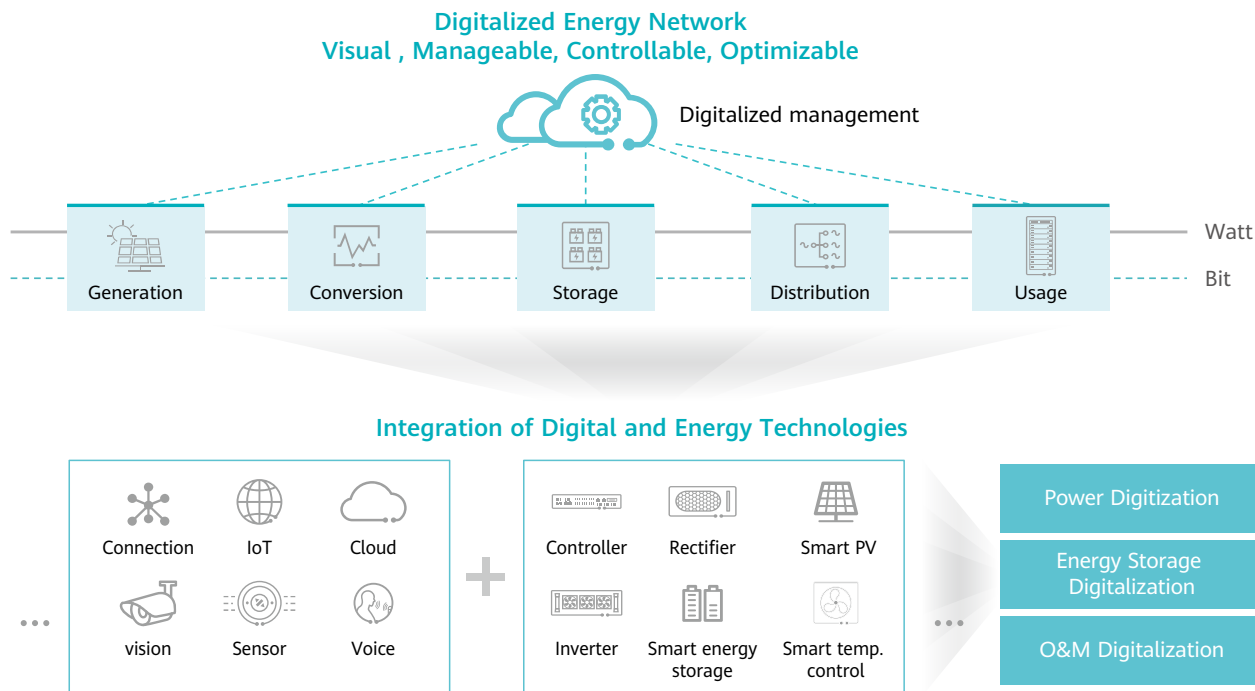 Digitalized Energy Network
Visual , Manageable, Controllable, Optimizable
Digitalized management
Watt
Bit
Generation
Conversion
Storage
Distribution
Usage
Integration of Digital and Energy Technologies
Connection
IoT
Cloud
Controller
Rectifier
Smart PV
vision
Sensor
Voice
Inverter
Smart energy
storage
Smart temp.
control
...
...
Power Digitization
Energy Storage
Digitalization
O&M Digitalization